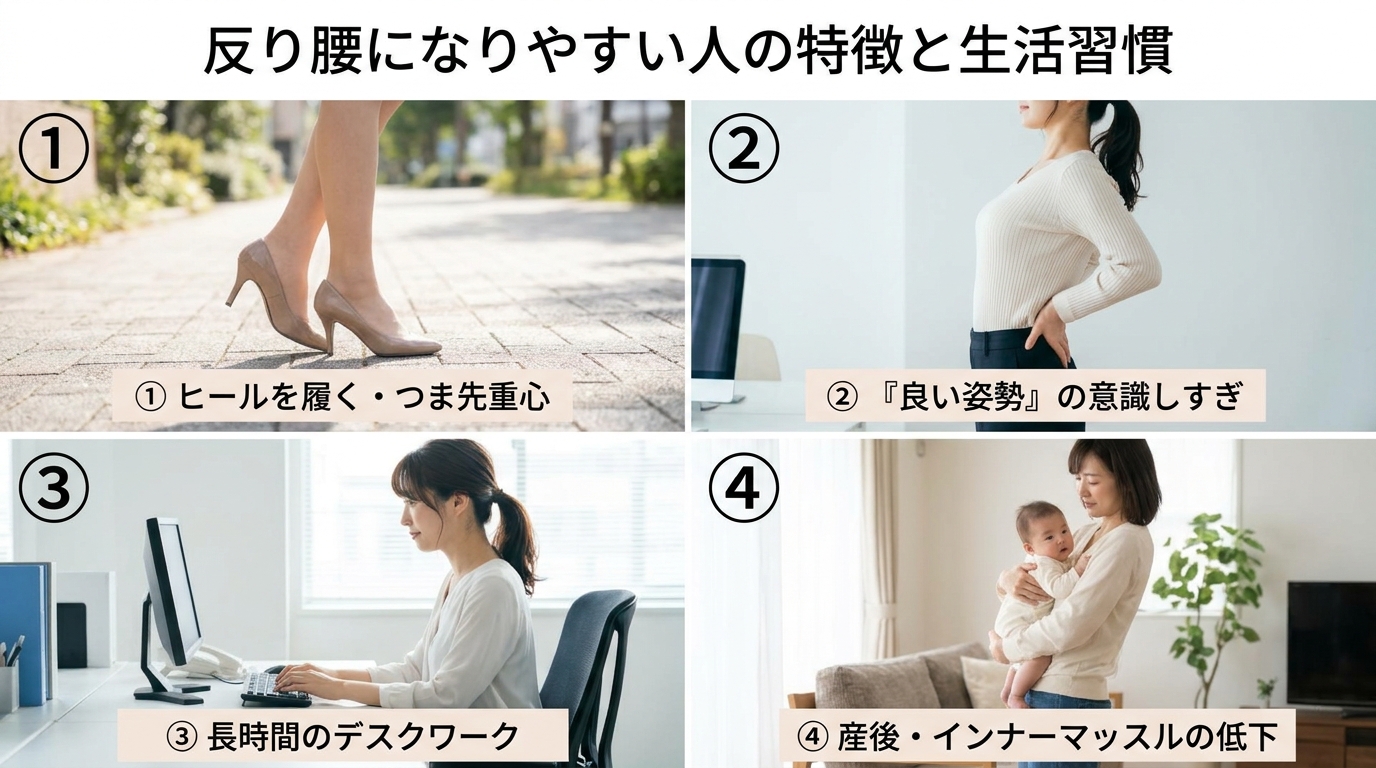 反り腰になりやすい人の特徴と生活習慣
①
②
① ヒールを履く・つま先重心
② 『良い姿勢』の意識しすぎ
③
④
③ 長時間のデスクワーク
④ 産後・インナーマッスルの低下